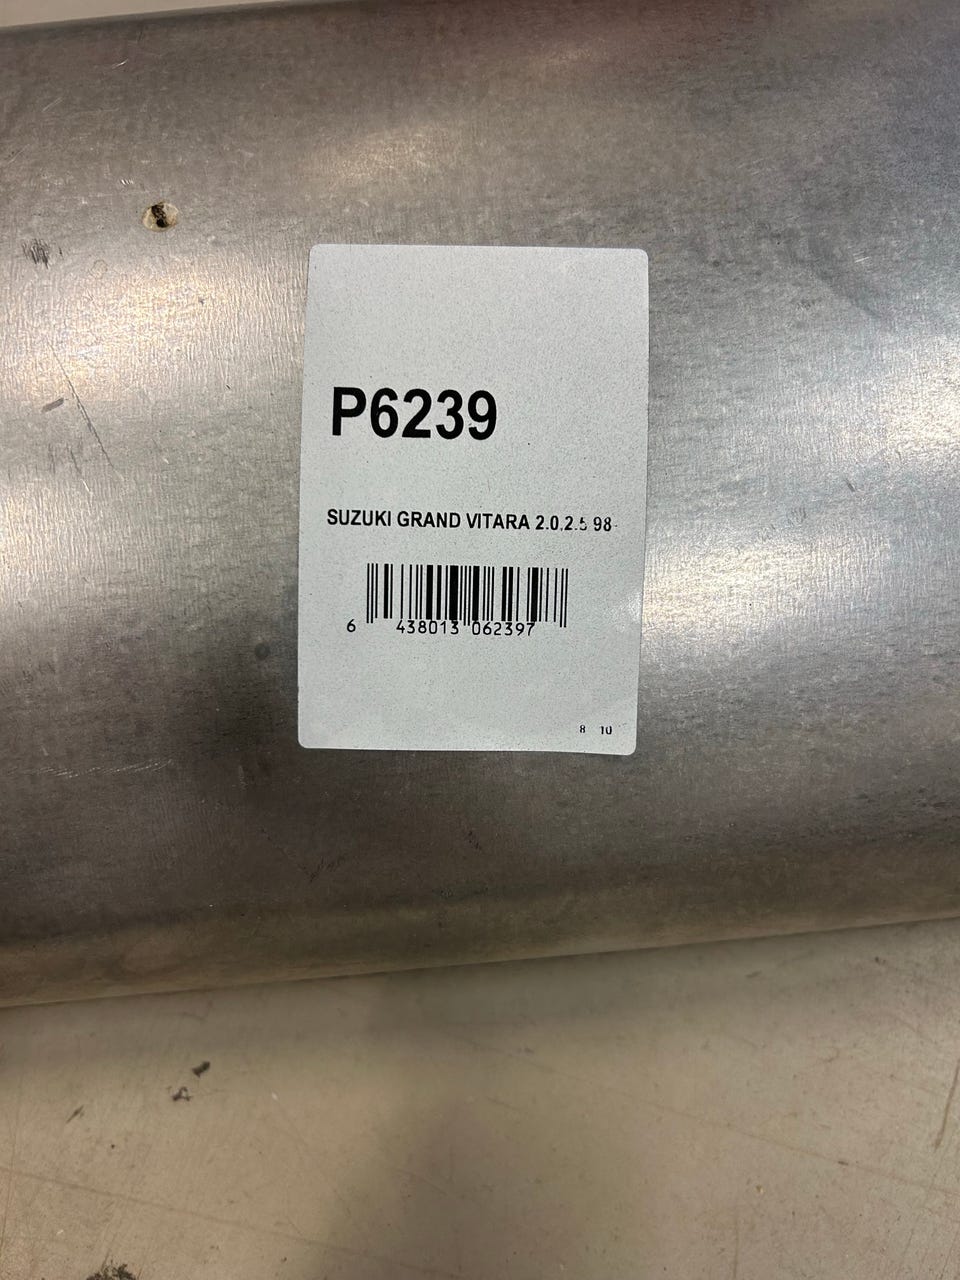 P6239
SUZUKI GRAND VITARA 2.0,2.5 98-
6 438013 062397
8 10